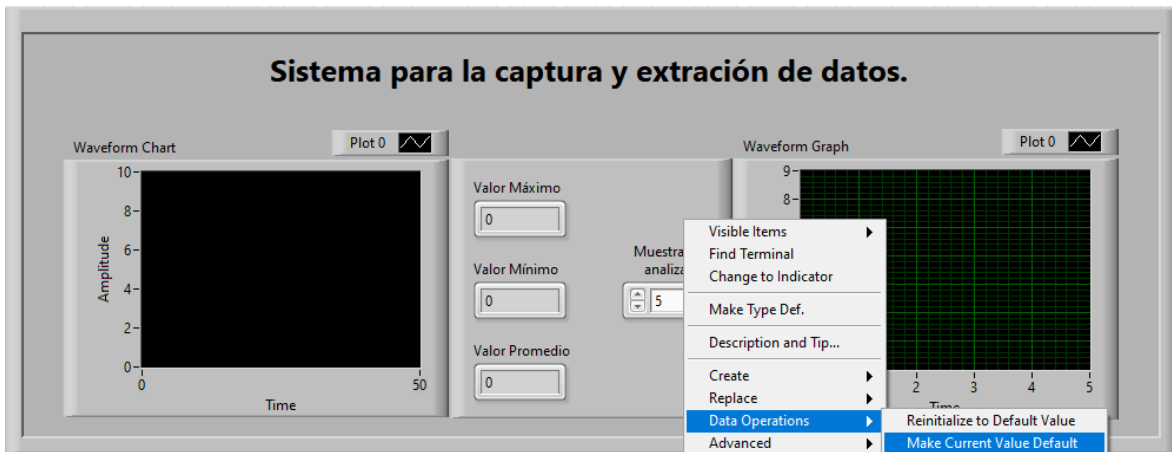 Sistema para la captura y extracción de datos.
Waveform Chart
Plot 0
10
8
6
4
2
0
Amplitude
0
50
Time
Valor Máximo
0
Valor Mínimo
0
Valor Promedio
0
5
Waveform Graph
Plot 0
9
8
2
3
4
5
Time
Visible Items
Find Terminal
Change to Indicator
Make Type Def.
Description and Tip...
Create
Replace
Data Operations
Advanced
Reinitialize to Default Value
Make Current Value Default